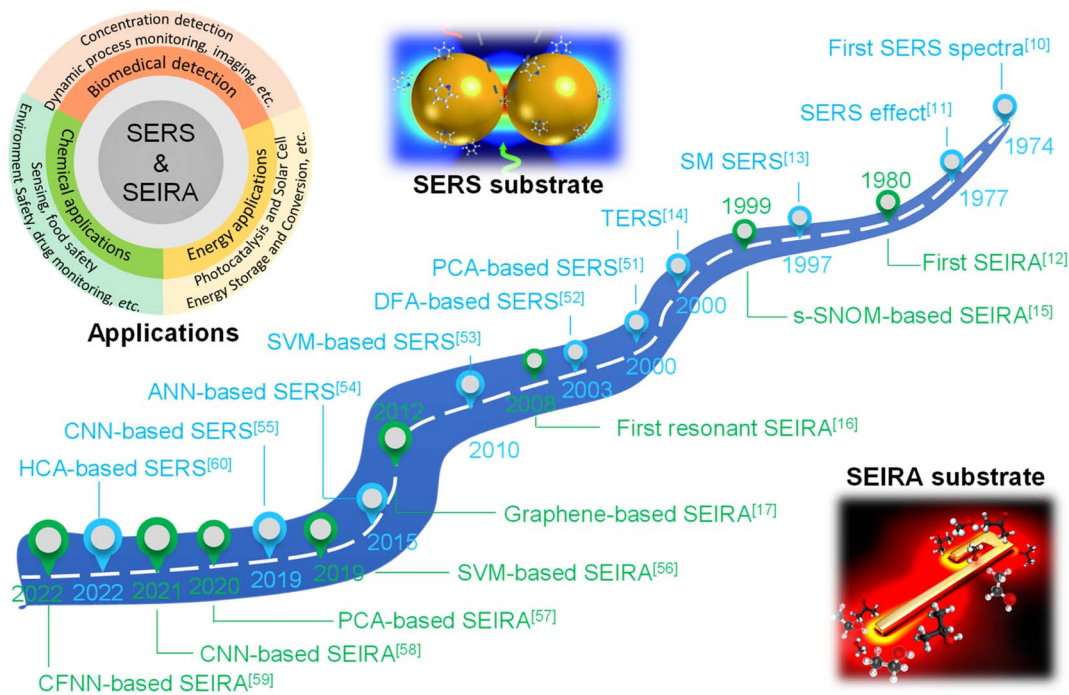 Concentration detection
Dynamic process monitoring, imaging, etc.
Biomedical detection
Environment Safety, drug monitoring, etc.
Sensing, food safety
Chemical applications
SERS
&
SEIRA
Energy applications
Photocatalysis and Solar Cell
Energy Storage and Conversion, etc.
Applications
SERS substrate
First SERS spectra[10]
1974
SERS effect[11]
1977
SM SERS[13]
1980
1999
1997
First SEIRA[12]
TERS[14]
2000
s-SNOM-based SEIRA[15]
PCA-based SERS[51]
2000
DFA-based SERS[52]
2003
SVM-based SERS[53]
2006
First resonant SEIRA[16]
2010
ANN-based SERS[54]
2012
CNN-based SERS[55]
HCA-based SERS[60]
Graphene-based SEIRA[17]
2015
2019
2019
2020
2021
2022
2022
SVM-based SEIRA[56]
PCA-based SEIRA[57]
CNN-based SEIRA[58]
CFNN-based SEIRA[59]
SEIRA substrate